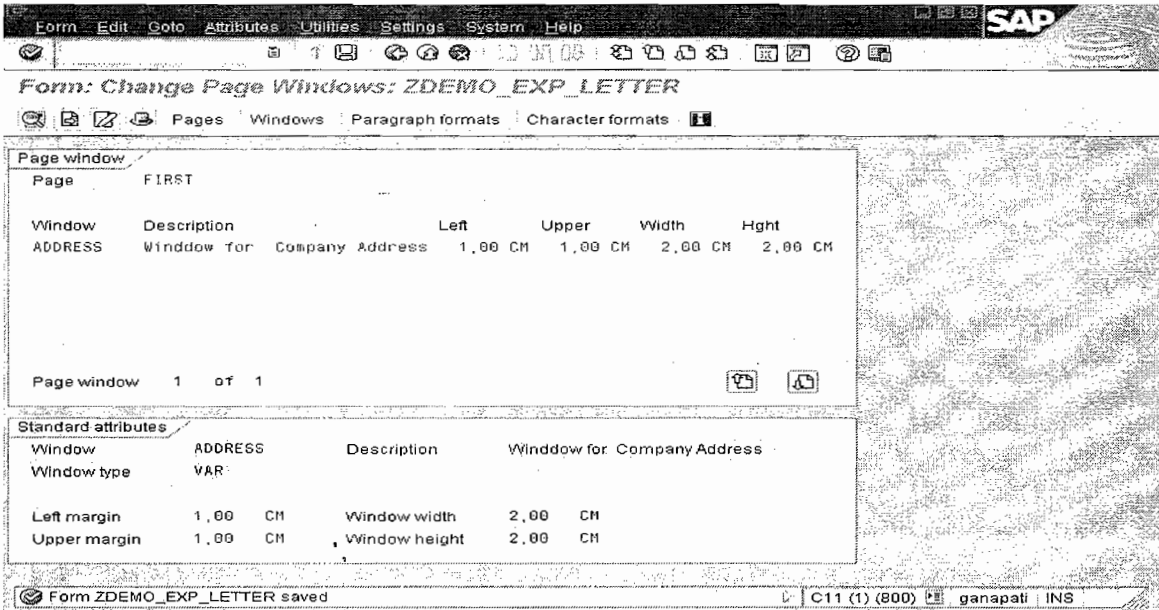 Form Edit Goto Attributes Utilities Settings System Help
SAP
Form: Change Page Windows: ZDEMO_EXP_LETTER
Pages Windows Paragraph formats Character formats
Page window
Page FIRST
Window Description Left Upper Width Hght
ADDRESS Winddow for Company Address 1,00 CM 1,00 CM 2,00 CM 2,00 CM
Page window 1 of 1
Standard attributes
Window ADDRESS Description Winddow for Company Address
Window type VAR
Left margin 1,00 CM Window width 2,00 CM
Upper margin 1,00 CM Window height 2,00 CM
Form ZDEMO_EXP_LETTER saved C11 (1) (800) ganapati INS